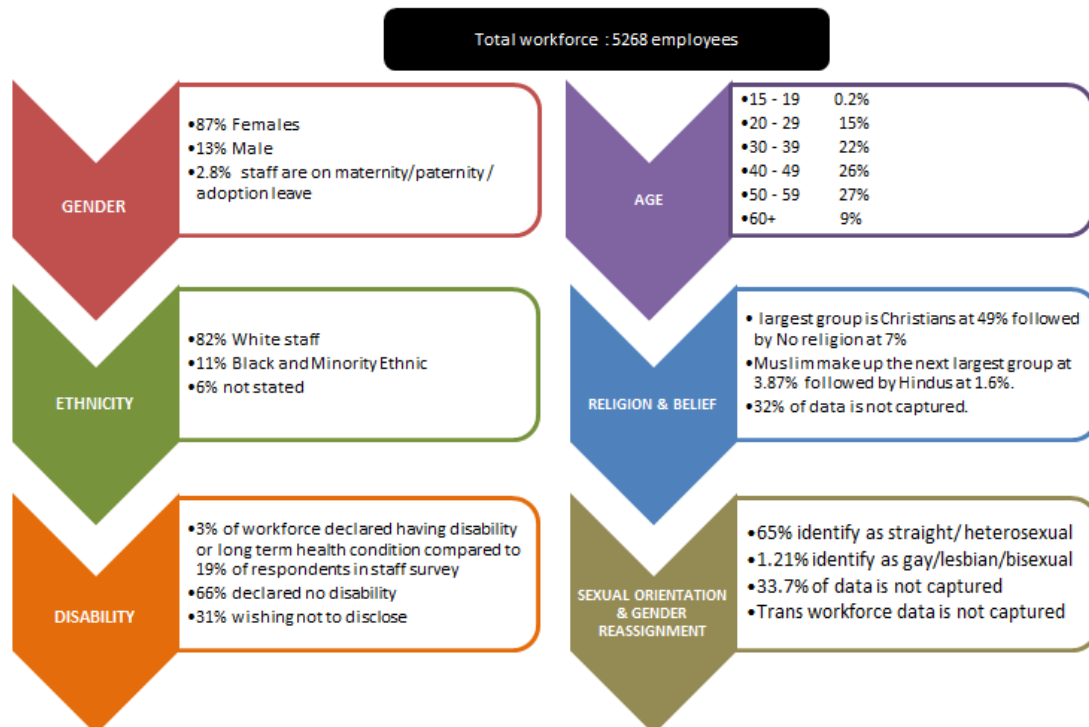 Total workforce : 5268 employees
GENDER
•87% Females
•13% Male
•2.8% staff are on maternity/paternity /
adoption leave
AGE
•15 - 19 0.2%
•20 - 29 15%
•30 - 39 22%
•40 - 49 26%
•50 - 59 27%
•60+ 9%
ETHNICITY
•82% White staff
•11% Black and Minority Ethnic
•6% not stated
RELIGION & BELIEF
• largest group is Christians at 49% followed
by No religion at 7%
•Muslim make up the next largest group at
3.87% followed by Hindus at 1.6%.
•32% of data is not captured.
DISABILITY
•3% of workforce declared having disability
or long term health condition compared to
19% of respondents in staff survey
•66% declared no disability
•31% wishing not to disclose
SEXUAL ORIENTATION
& GENDER
REASSIGNMENT
•65% identify as straight/ heterosexual
•1.21% identify as gay/lesbian/bisexual
•33.7% of data is not captured
•Trans workforce data is not captured